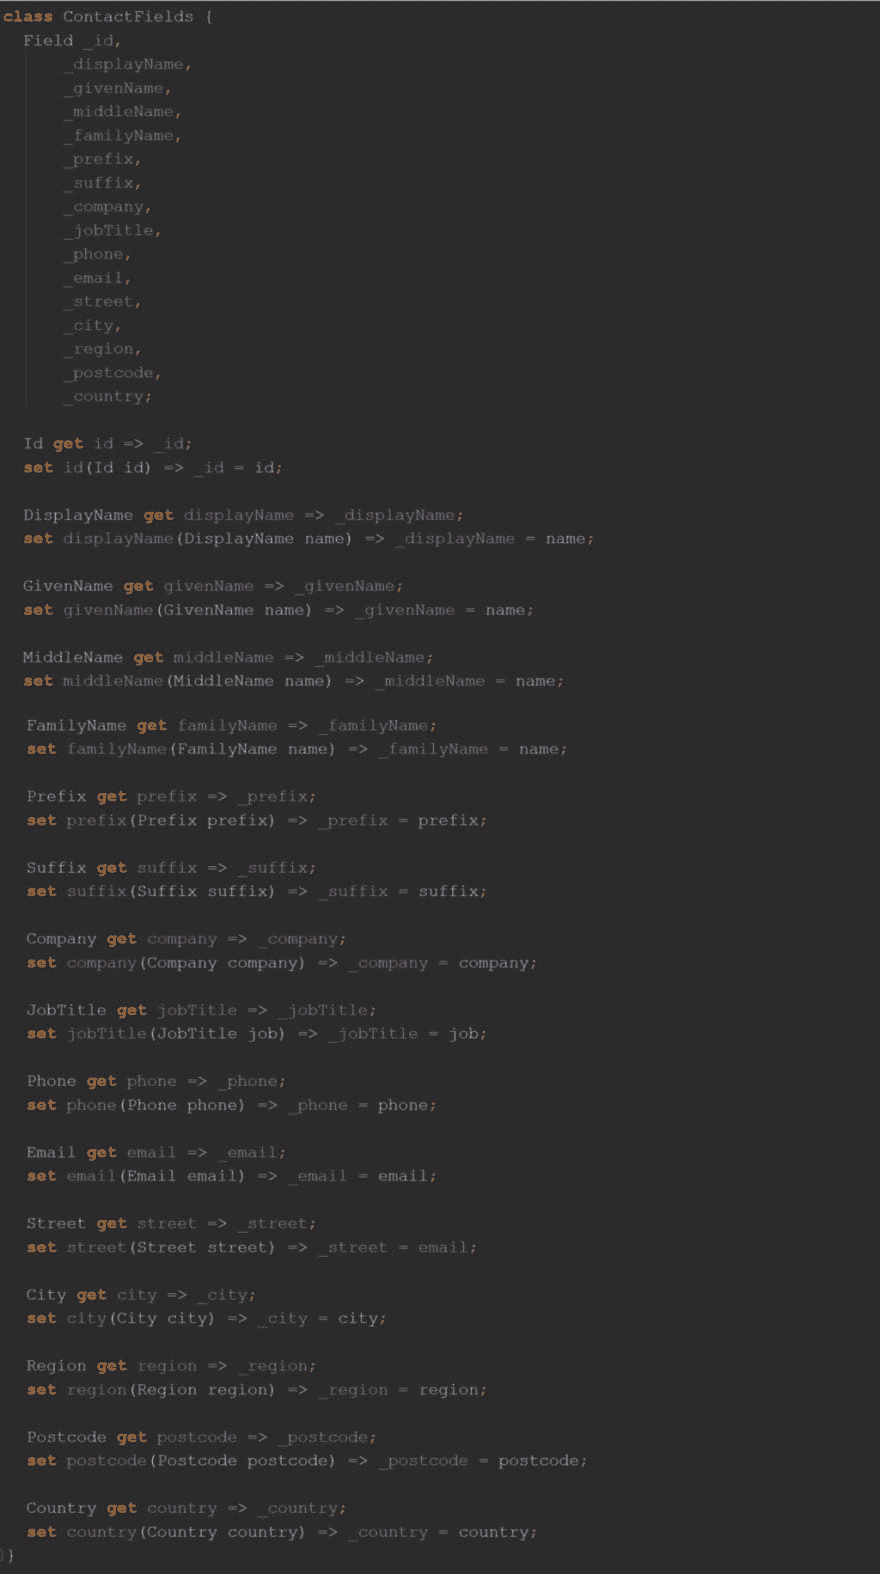 class ContactFields {
Field _id,
_displayName,
_givenName,
_middleName,
_familyName,
_prefix,
_suffix,
_company,
_jobTitle,
_phone,
_email,
_street,
_city,
_region,
_postcode,
_country;
Id get id => _id;
set id(Id id) => _id = id;
DisplayName get displayName => _displayName;
set displayName(DisplayName name) => _displayName = name;
GivenName get givenName => _givenName;
set givenName(GivenName name) => _givenName = name;
MiddleName get middleName => _middleName;
set middleName(MiddleName name) => _middleName = name;
FamilyName get familyName => _familyName;
set familyName(FamilyName name) => _familyName = name;
Prefix get prefix => _prefix;
set prefix(Prefix prefix) => _prefix = prefix;
Suffix get suffix => _suffix;
set suffix(Suffix suffix) => _suffix = suffix;
Company get company => _company;
set company(Company company) => _company = company;
JobTitle get jobTitle => _jobTitle;
set jobTitle(JobTitle job) => _jobTitle = job;
Phone get phone => _phone;
set phone(Phone phone) => _phone = phone;
Email get email => _email;
set email(Email email) => _email = email;
Street get street => _street;
set street(Street street) => _street = email;
City get city => _city;
set city(City city) => _city = city;
Region get region => _region;
set region(Region region) => _region = region;
Postcode get postcode => _postcode;
set postcode(Postcode postcode) => _postcode = postcode;
Country get country => _country;
set country(Country country) => _country = country;
}